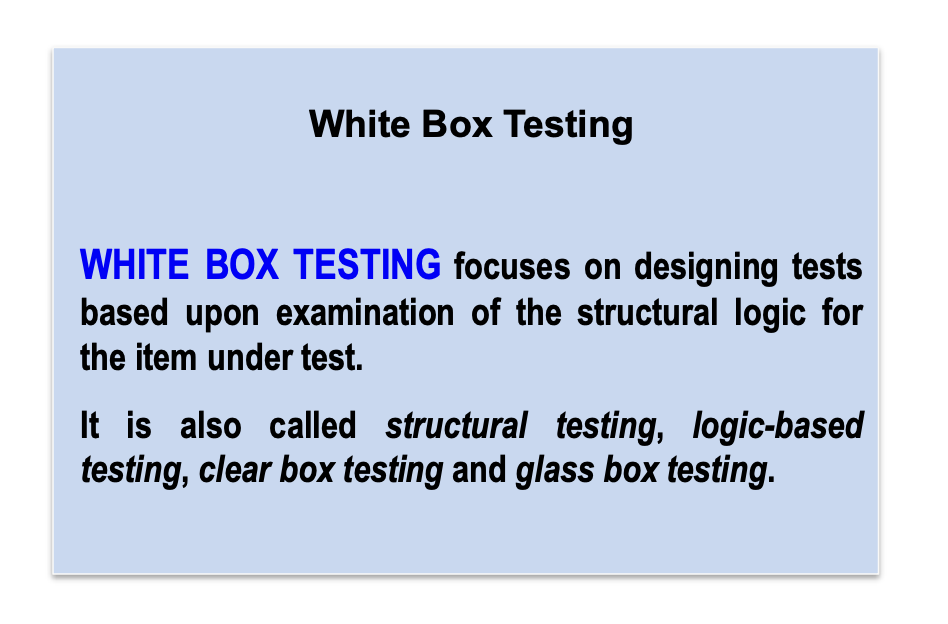 White Box Testing
WHITE BOX TESTING focuses on designing tests
based upon examination of the structural logic for
the item under test.
It is also called structural testing, logic-based
testing, clear box testing and glass box testing.